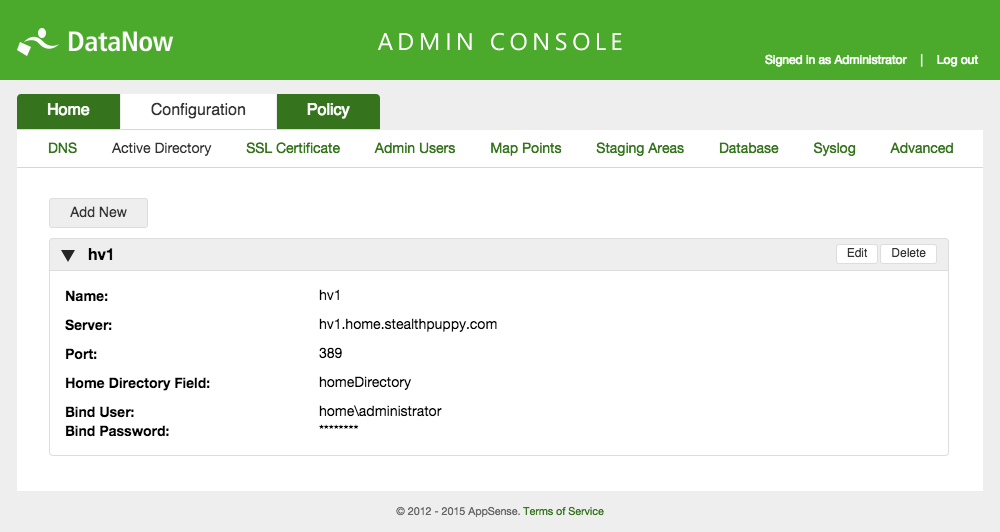 DataNow
ADMIN CONSOLE
Signed in as Administrator | Log out
Home Configuration Policy
DNS Active Directory SSL Certificate Admin Users Map Points Staging Areas Database Syslog Advanced
Add New
hv1 Edit Delete
Name: hv1
Server: hv1.home.stealthpuppy.com
Port: 389
Home Directory Field: homeDirectory
Bind User: home\administrator
Bind Password: ********
© 2012 - 2015 AppSense. Terms of Service